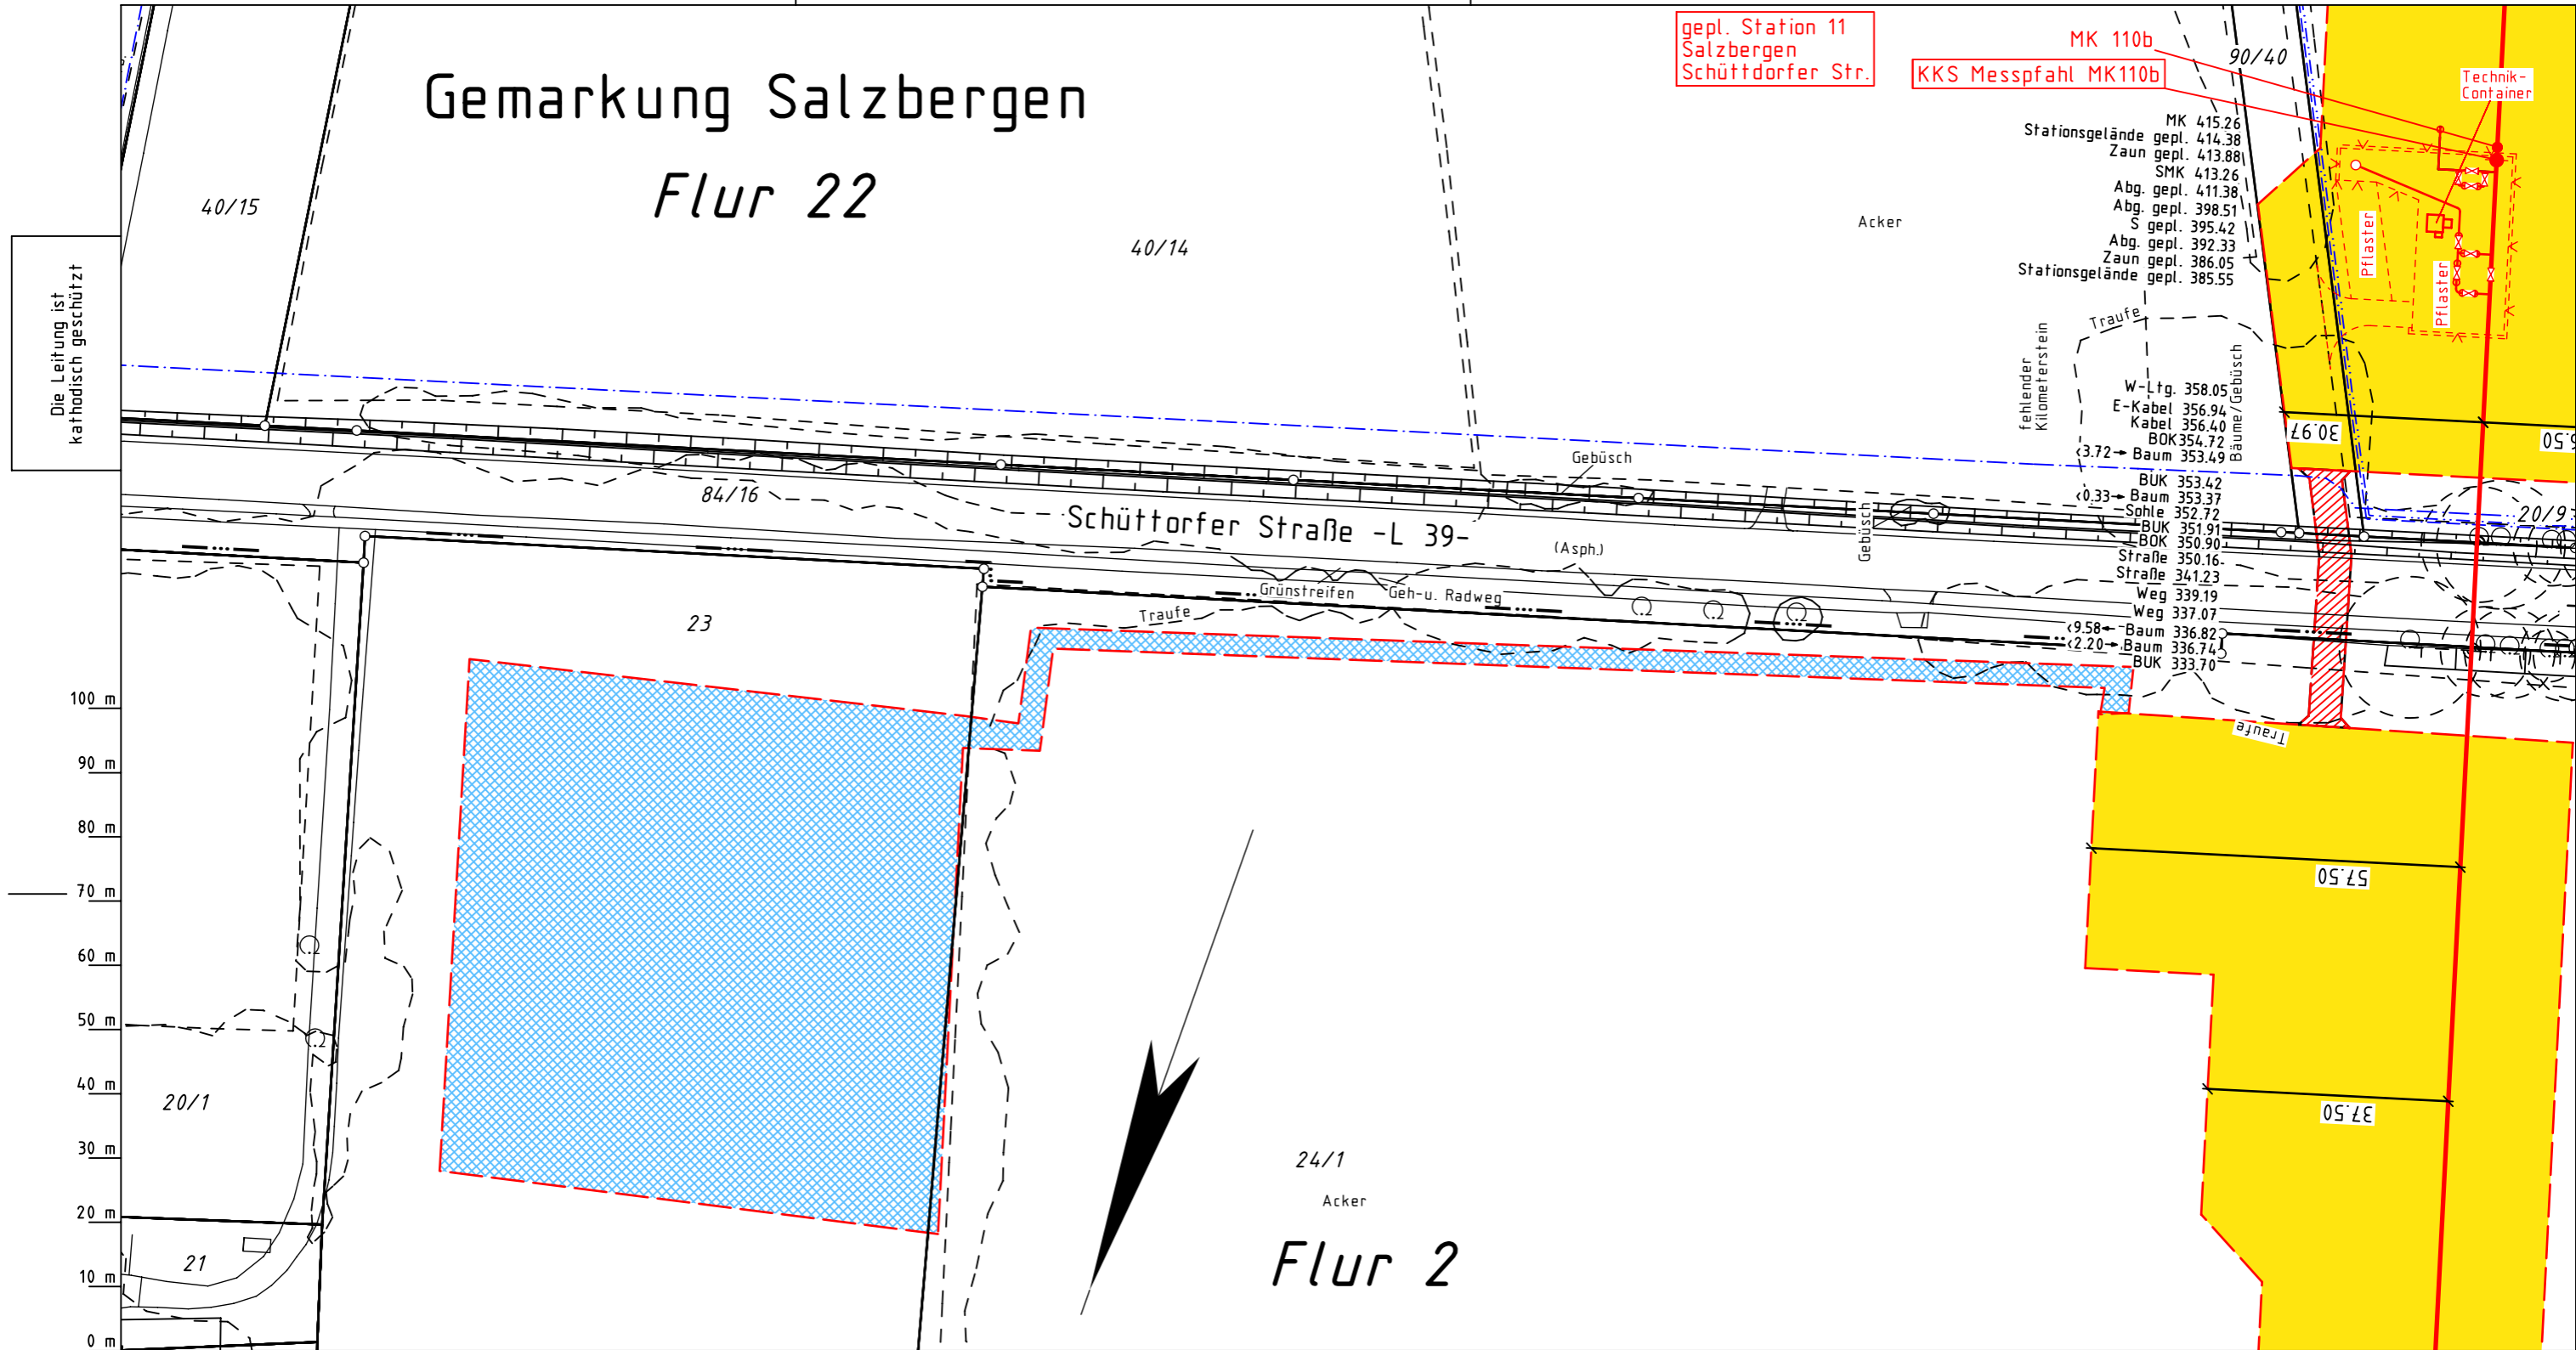 gepl. Station 11
Salzbergen
Schüttdorfer Str.
MK 110b
KKS Messpfahl MK110b
90/40
Technik-
Container
Gemarkung Salzbergen
Flur 22
40/15
40/14
Acker
MK 415.26
Stationsgelände gepl. 414.38
Zaun gepl. 413.88
SMK 413.26
Abg. gepl. 411.38
Abg. gepl. 398.51
S gepl. 395.42
Abg. gepl. 392.33
Zaun gepl. 386.05
Stationsgelände gepl. 385.55
Pflaster
Pflaster
Die Leitung ist
kathodisch geschützt
Traufe
fehlender
Kilometerstein
Bäume/Gebüsch
W-Ltg. 358.05
E-Kabel 356.94
Kabel 356.40
BOK354.72
3.72 Baum 353.49
BUK 353.42
0.33 Baum 353.37
Sohle 352.72
BUK 351.91
BOK 350.90
Straße 350.16
Straße 341.23
Weg 339.19
Weg 337.07
9.58 Baum 336.82
2.20 Baum 336.74
BUK 333.70
30.97
6.50
20/9
Gebüsch
Gebüsch
84/16
Schüttorfer Straße -L 39-
(Asph.)
Grünstreifen
Geh-u. Radweg
Traufe
23
Traufe
100 m
90 m
80 m
70 m
60 m
50 m
40 m
30 m
20 m
10 m
0 m
57.50
37.50
20/1
21
24/1
Acker
Flur 2